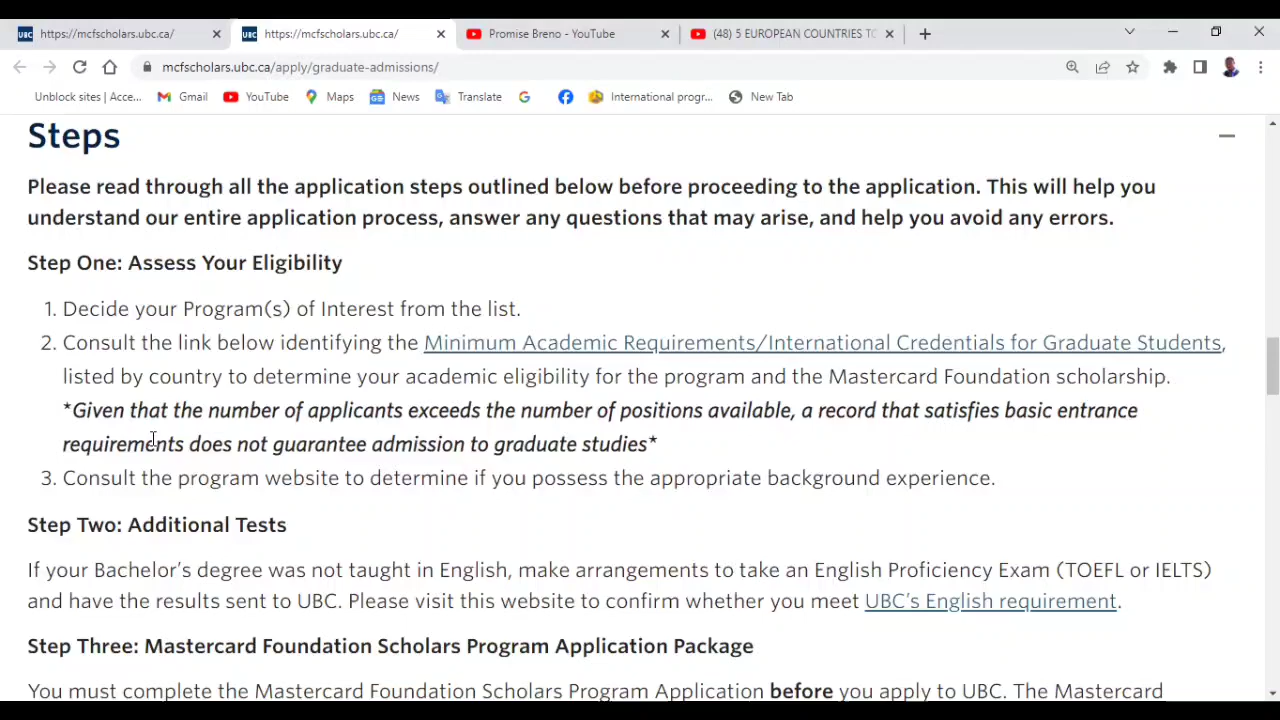 UBC https://mcfscholars.ubc.ca/
UBC https://mcfscholars.ubc.ca/
Promise Breno - YouTube
(48) 5 EUROPEAN COUNTRIES TO
mcfscholars.ubc.ca/apply/graduate-admissions/
Unblock sites | Acce... Gmail YouTube Maps News Translate International progr... New Tab
Steps
Please read through all the application steps outlined below before proceeding to the application. This will help you
understand our entire application process, answer any questions that may arise, and help you avoid any errors.
Step One: Assess Your Eligibility
1. Decide your Program(s) of Interest from the list.
2. Consult the link below identifying the Minimum Academic Requirements/International Credentials for Graduate Students,
listed by country to determine your academic eligibility for the program and the Mastercard Foundation scholarship.
*Given that the number of applicants exceeds the number of positions available, a record that satisfies basic entrance
requirements does not guarantee admission to graduate studies*
3. Consult the program website to determine if you possess the appropriate background experience.
Step Two: Additional Tests
If your Bachelor's degree was not taught in English, make arrangements to take an English Proficiency Exam (TOEFL or IELTS)
and have the results sent to UBC. Please visit this website to confirm whether you meet UBC's English requirement.
Step Three: Mastercard Foundation Scholars Program Application Package
You must complete the Mastercard Foundation Scholars Program Application before you apply to UBC. The Mastercard